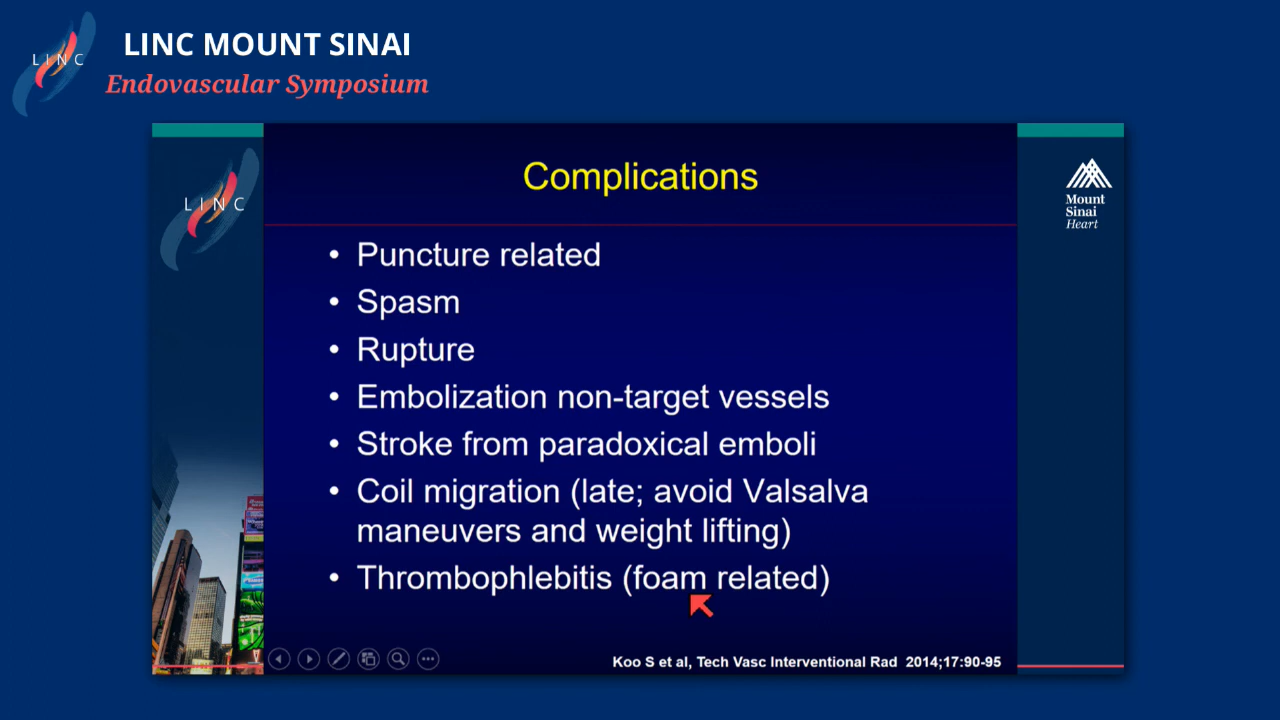 LINC
LINC MOUNT SINAI
Endovascular Symposium
LINC
Mount
Sinai
Heart
Complications
• Puncture related
• Spasm
• Rupture
• Embolization non-target vessels
• Stroke from paradoxical emboli
• Coil migration (late; avoid Valsalva
maneuvers and weight lifting)
• Thrombophlebitis (foam related)
Koo S et al, Tech Vasc Interventional Rad 2014;17:90-95